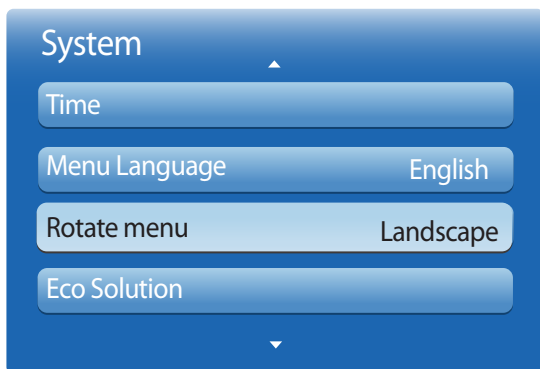 System
Time
Menu Language English
Rotate menu Landscape
Eco Solution